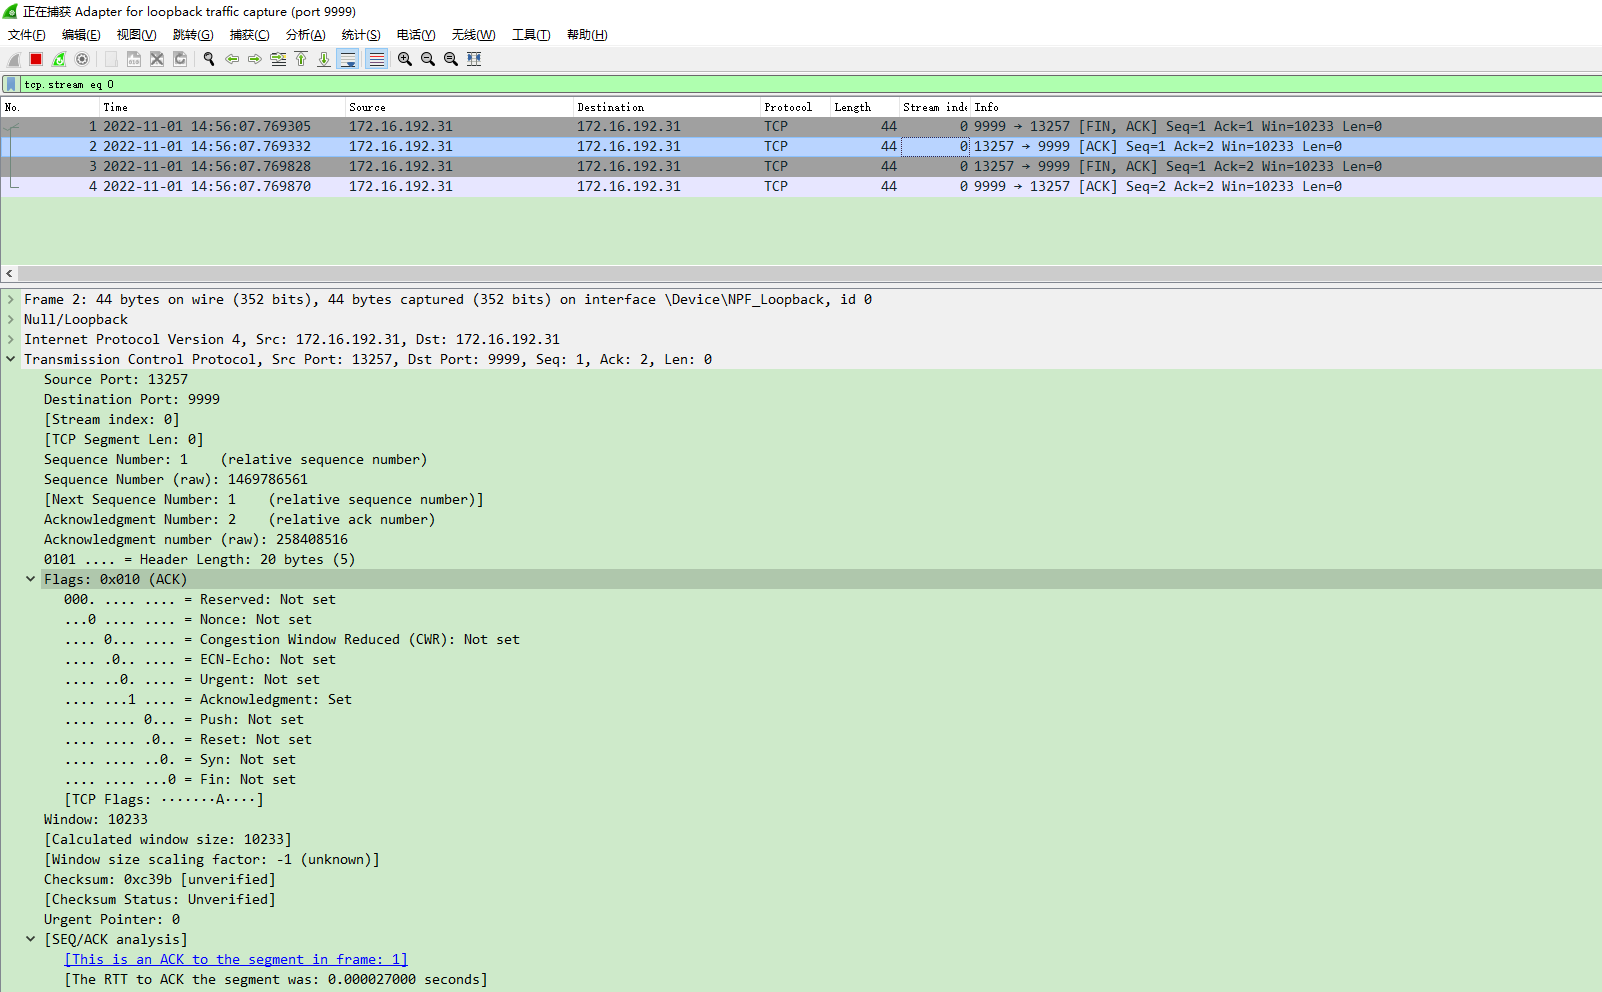 正在捕获 Adapter for loopback traffic capture (port 9999)
文件(F) 编辑(E) 视图(V) 跳转(G) 捕获(C) 分析(A) 统计(S) 电话(Y) 无线(W) 工具(T) 帮助(H)
tcp.stream eq 0
No. Time Source Destination Protocol Length Stream inde Info
1 2022-11-01 14:56:07.769305 172.16.192.31 172.16.192.31 TCP 44 0 9999 → 13257 [FIN, ACK] Seq=1 Ack=1 Win=10233 Len=0
2 2022-11-01 14:56:07.769332 172.16.192.31 172.16.192.31 TCP 44 0 13257 → 9999 [ACK] Seq=1 Ack=2 Win=10233 Len=0
3 2022-11-01 14:56:07.769828 172.16.192.31 172.16.192.31 TCP 44 0 13257 → 9999 [FIN, ACK] Seq=1 Ack=2 Win=10233 Len=0
4 2022-11-01 14:56:07.769870 172.16.192.31 172.16.192.31 TCP 44 0 9999 → 13257 [ACK] Seq=2 Ack=2 Win=10233 Len=0
Frame 2: 44 bytes on wire (352 bits), 44 bytes captured (352 bits) on interface \Device\NPF_Loopback, id 0
Null/Loopback
Internet Protocol Version 4, Src: 172.16.192.31, Dst: 172.16.192.31
Transmission Control Protocol, Src Port: 13257, Dst Port: 9999, Seq: 1, Ack: 2, Len: 0
Source Port: 13257
Destination Port: 9999
[Stream index: 0]
[TCP Segment Len: 0]
Sequence Number: 1    (relative sequence number)
Sequence Number (raw): 1469786561
[Next Sequence Number: 1    (relative sequence number)]
Acknowledgment Number: 2    (relative ack number)
Acknowledgment number (raw): 258408516
0101 .... = Header Length: 20 bytes (5)
Flags: 0x010 (ACK)
000. .... .... = Reserved: Not set
...0 .... .... = Nonce: Not set
.... 0... .... = Congestion Window Reduced (CWR): Not set
.... .0.. .... = ECN-Echo: Not set
.... ..0. .... = Urgent: Not set
.... ...1 .... = Acknowledgment: Set
.... .... 0... = Push: Not set
.... .... .0.. = Reset: Not set
.... .... ..0. = Syn: Not set
.... .... ...0 = Fin: Not set
[TCP Flags: ·······A····]
Window: 10233
[Calculated window size: 10233]
[Window size scaling factor: -1 (unknown)]
Checksum: 0xc39b [unverified]
[Checksum Status: Unverified]
Urgent Pointer: 0
[SEQ/ACK analysis]
[This is an ACK to the segment in frame: 1]
[The RTT to ACK the segment was: 0.000027000 seconds]